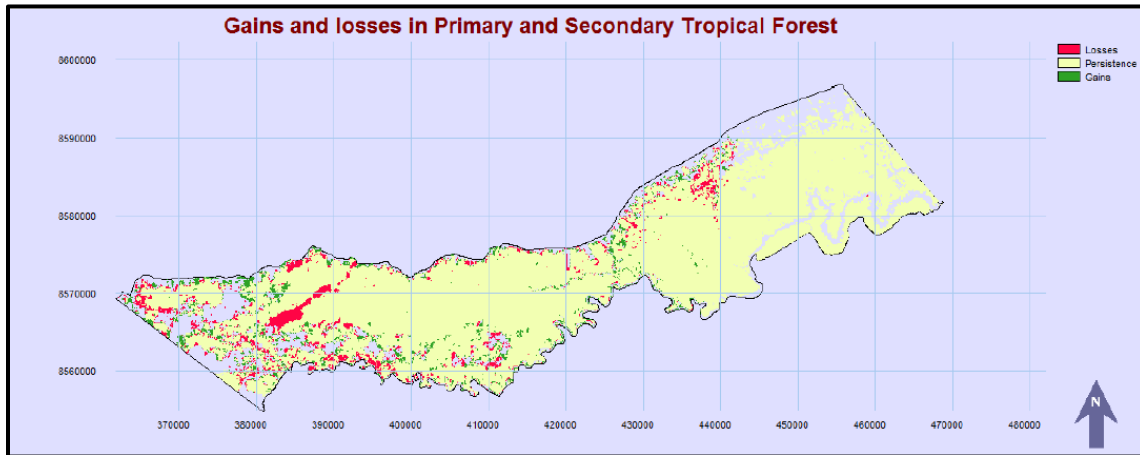 Gains and losses in Primary and Secondary Tropical Forest
Losses
Persistence
Gains
8600000
8590000
8580000
8570000
8560000
370000 380000 390000 400000 410000 420000 430000 440000 450000 460000 470000 480000
N